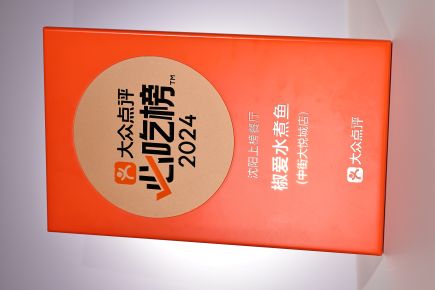 大众点评
必吃榜™
2024
沈阳上榜餐厅
椒爱水煮鱼
(中街大悦城店)
大众点评